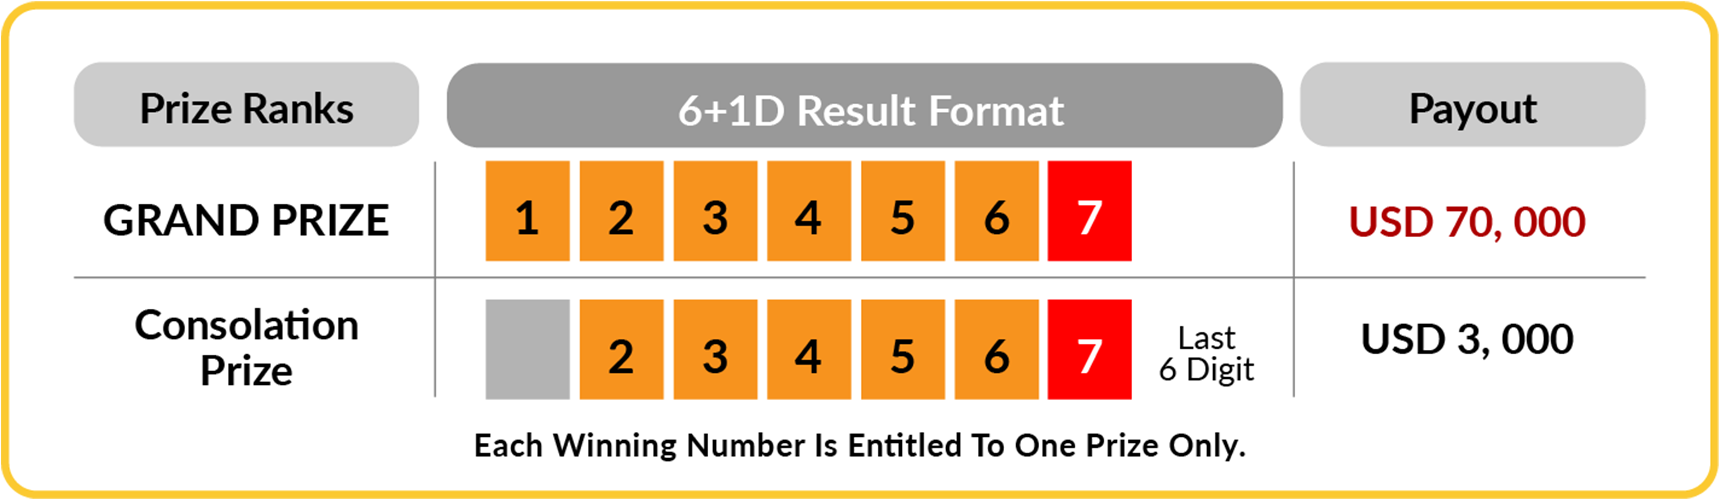 Prize Ranks 6+1D Result Format Payout
GRAND PRIZE 1 2 3 4 5 6 7 USD 70, 000
Consolation
Prize
2 3 4 5 6 7
Last
6 Digit
USD 3, 000
Each Winning Number Is Entitled To One Prize Only.